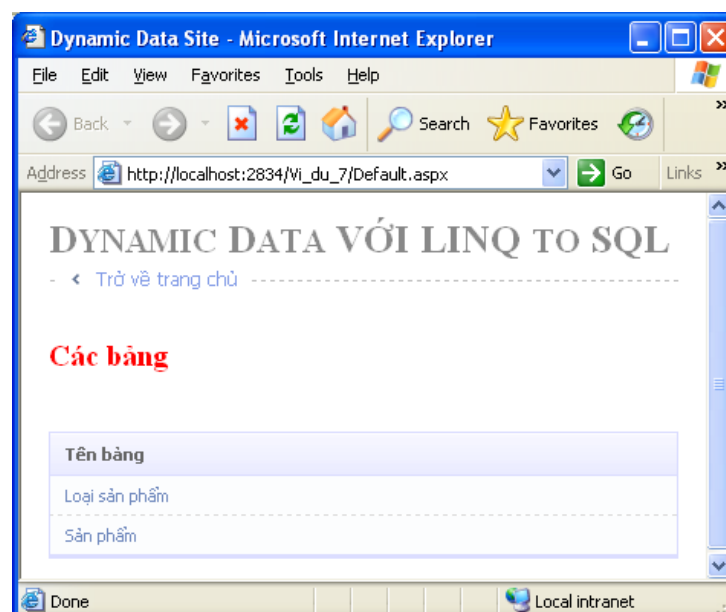 Dynamic Data Site - Microsoft Internet Explorer
File Edit View Favorites Tools Help
Back Search Favorites »
Address http://localhost:2834/Vi_du_7/Default.aspx Go Links »
DYNAMIC DATA VỚI LINQ TO SQL
Trở về trang chủ
Các bảng
Tên bảng
Loại sản phẩm
Sản phẩm
Done Local intranet